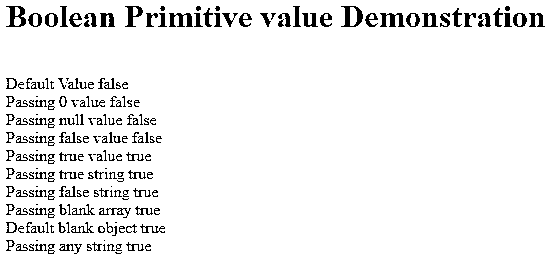 Boolean Primitive value Demonstration
Default Value false
Passing 0 value false
Passing null value false
Passing false value false
Passing true value true
Passing true string true
Passing false string true
Passing blank array true
Default blank object true
Passing any string true